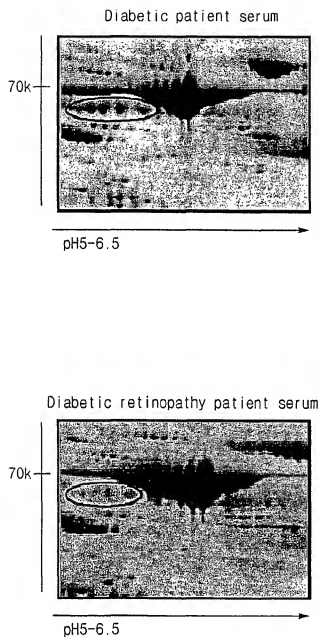 Diabetic patient serum
70k
pH5-6.5
Diabetic retinopathy patient serum
70k
pH5-6.5